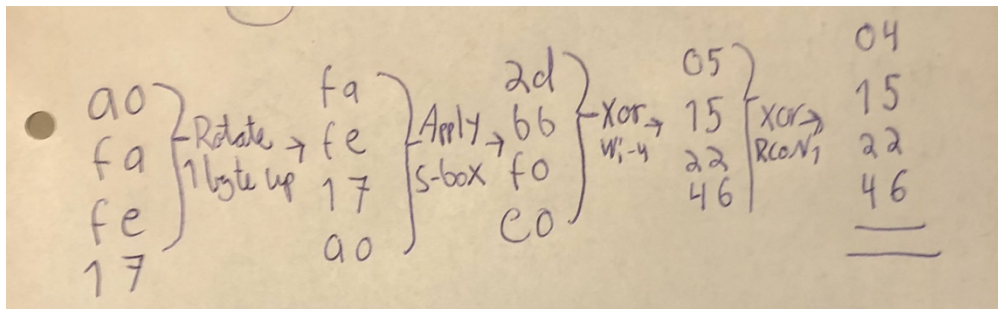 a0
fa
fe
17
Rotate →
1 byte up
fa
fe
17
a0
Apply →
S-box
2d
bb
f0
e0
Xor →
Wi-4
05
15
22
46
XOR →
RCON1
04
15
22
46